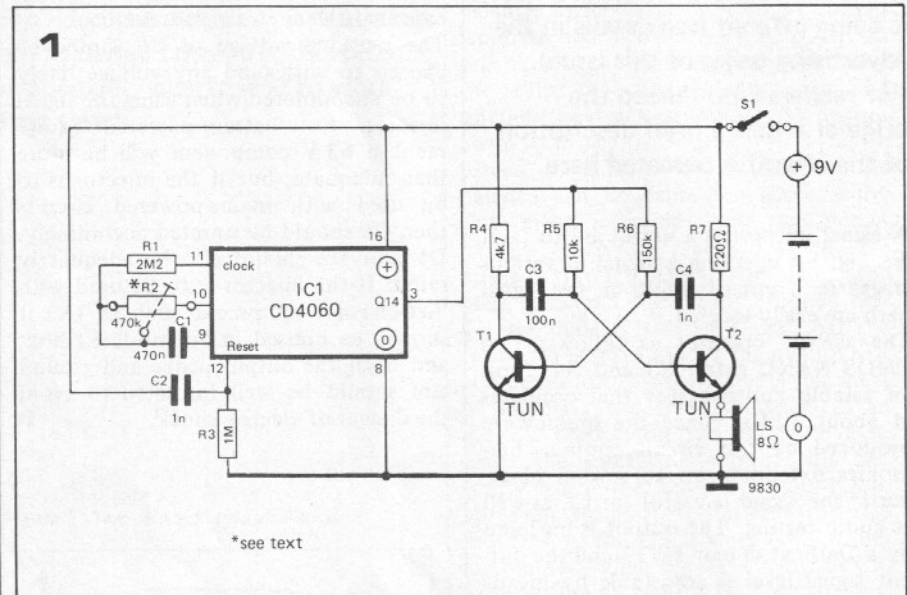 1
S1
9V
R1
2M2
*R2
470k
C1
470n
C2
1n
R3
1M
11
clock
10
9
Reset
12
16
IC1
CD4060
Q14
3
+
0
8
R4
4k7
R5
10k
R6
150k
R7
220Ω
C3
100n
C4
1n
T1
TUN
T2
TUN
LS
8Ω
+
0
9830
*see text